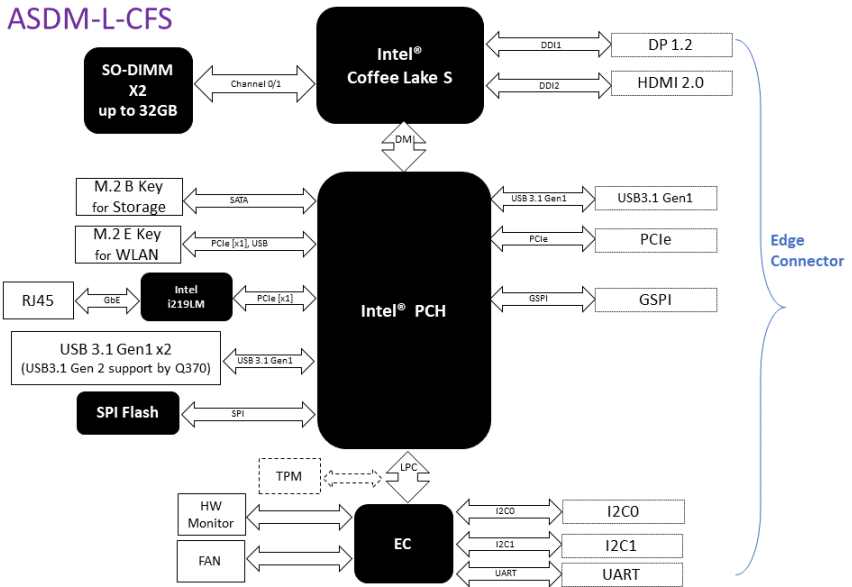 ASDM-L-CFS
Intel®
Coffee Lake S
SO-DIMM
X2
up to 32GB
Channel 0/1
DDI1
DP 1.2
DDI2
HDMI 2.0
DMI
M.2 B Key
for Storage
SATA
M.2 E Key
for WLAN
PCIe [x1], USB
RJ45
GbE
Intel
i219LM
PCIe [x1]
USB 3.1 Gen1 x2
(USB3.1 Gen 2 support by Q370)
USB 3.1 Gen1
SPI Flash
SPI
Intel® PCH
USB 3.1 Gen1
USB3.1 Gen1
PCIe
PCIe
GSPI
GSPI
Edge
Connector
TPM
LPC
HW
Monitor
FAN
EC
I2C0
I2C0
I2C1
I2C1
UART
UART